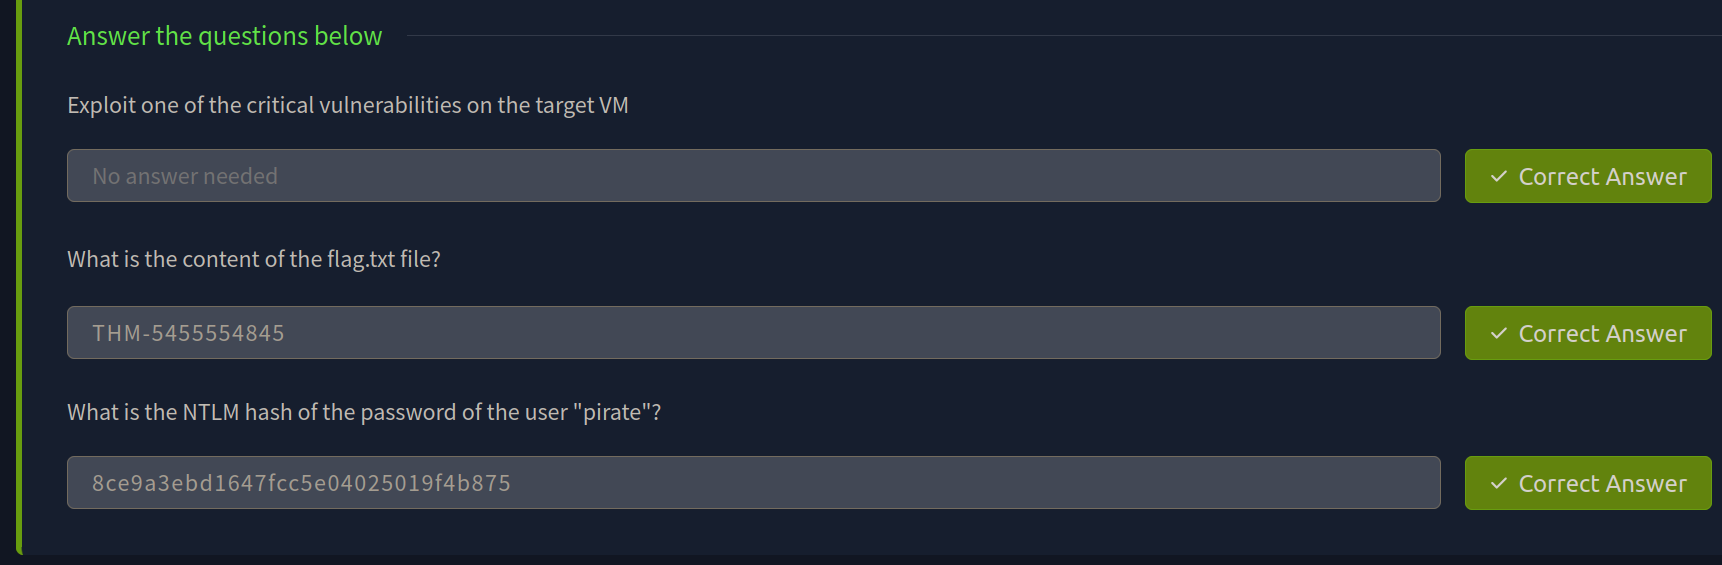 Answer the questions below
Exploit one of the critical vulnerabilities on the target VM
No answer needed
Correct Answer
What is the content of the flag.txt file?
THM-5455554845
Correct Answer
What is the NTLM hash of the password of the user "pirate"?
8ce9a3ebd1647fcc5e04025019f4b875
Correct Answer